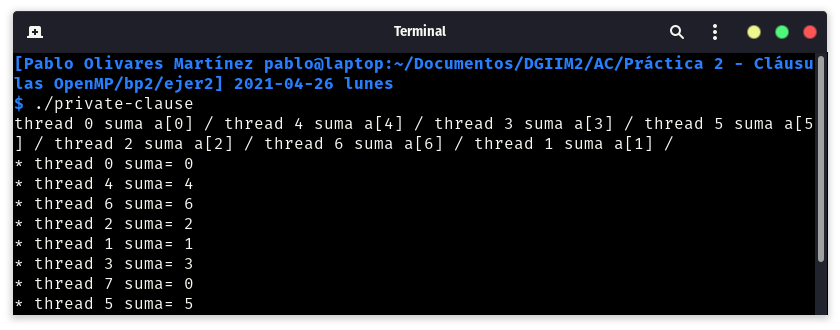 Terminal
[Pablo Olivares Martínez pablo@laptop:~/Documentos/DGIIM2/AC/Práctica 2 - Cláusu
las OpenMP/bp2/ejer2] 2021-04-26 lunes
$ ./private-clause
thread 0 suma a[0] / thread 4 suma a[4] / thread 3 suma a[3] / thread 5 suma a[5
] / thread 2 suma a[2] / thread 6 suma a[6] / thread 1 suma a[1] /
* thread 0 suma= 0
* thread 4 suma= 4
* thread 6 suma= 6
* thread 2 suma= 2
* thread 1 suma= 1
* thread 3 suma= 3
* thread 7 suma= 0
* thread 5 suma= 5